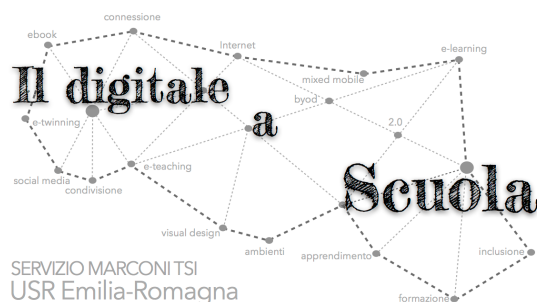 connessione
ebook
Internet
e-learning
mixed mobile
Il digitale
byod
e-twinning
a
2.0
e-teaching
social media
condivisione
Scuola
visual design
ambienti
apprendimento
inclusione
formazione
SERVIZIO MARCONI TSI
USR Emilia-Romagna